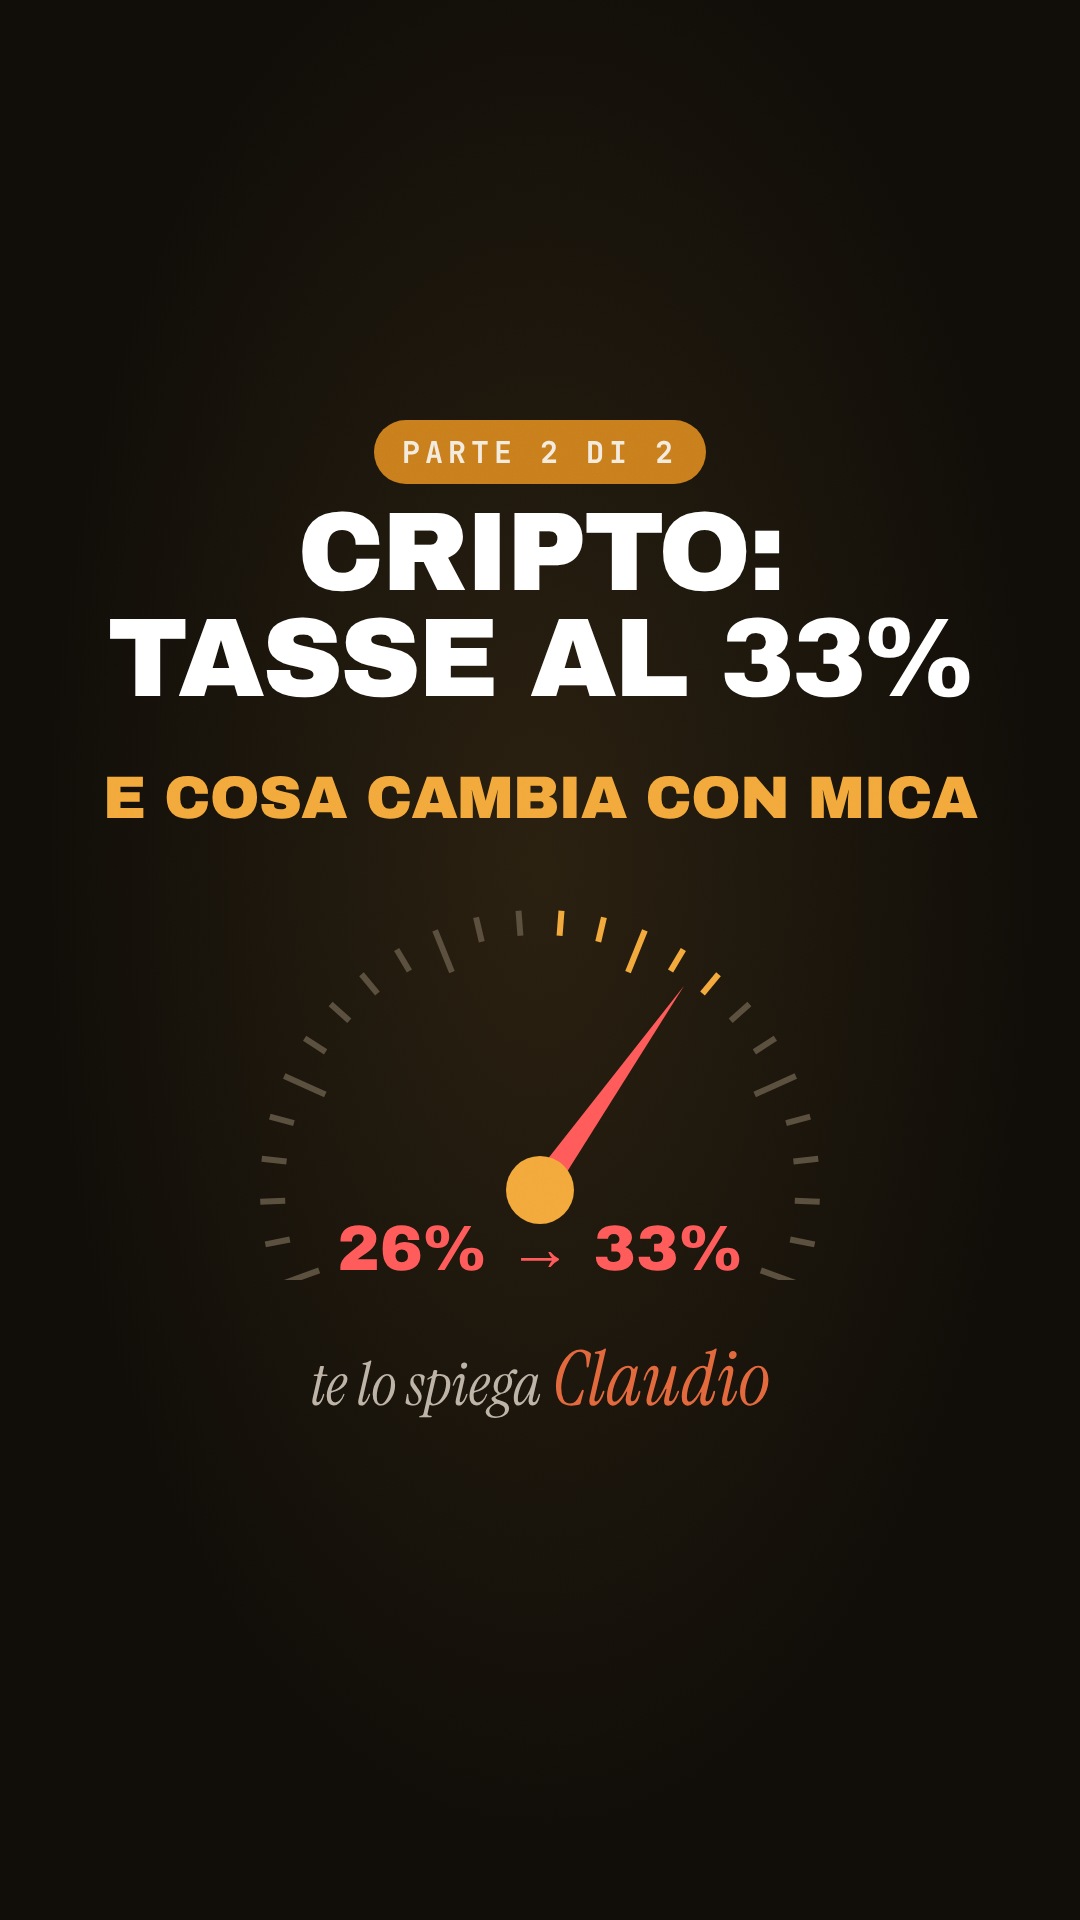 PARTE 2 DI 2
CRIPTO:
TASSE AL 33%
E COSA CAMBIA CON MICA
26% → 33%
te lo spiega Claudio